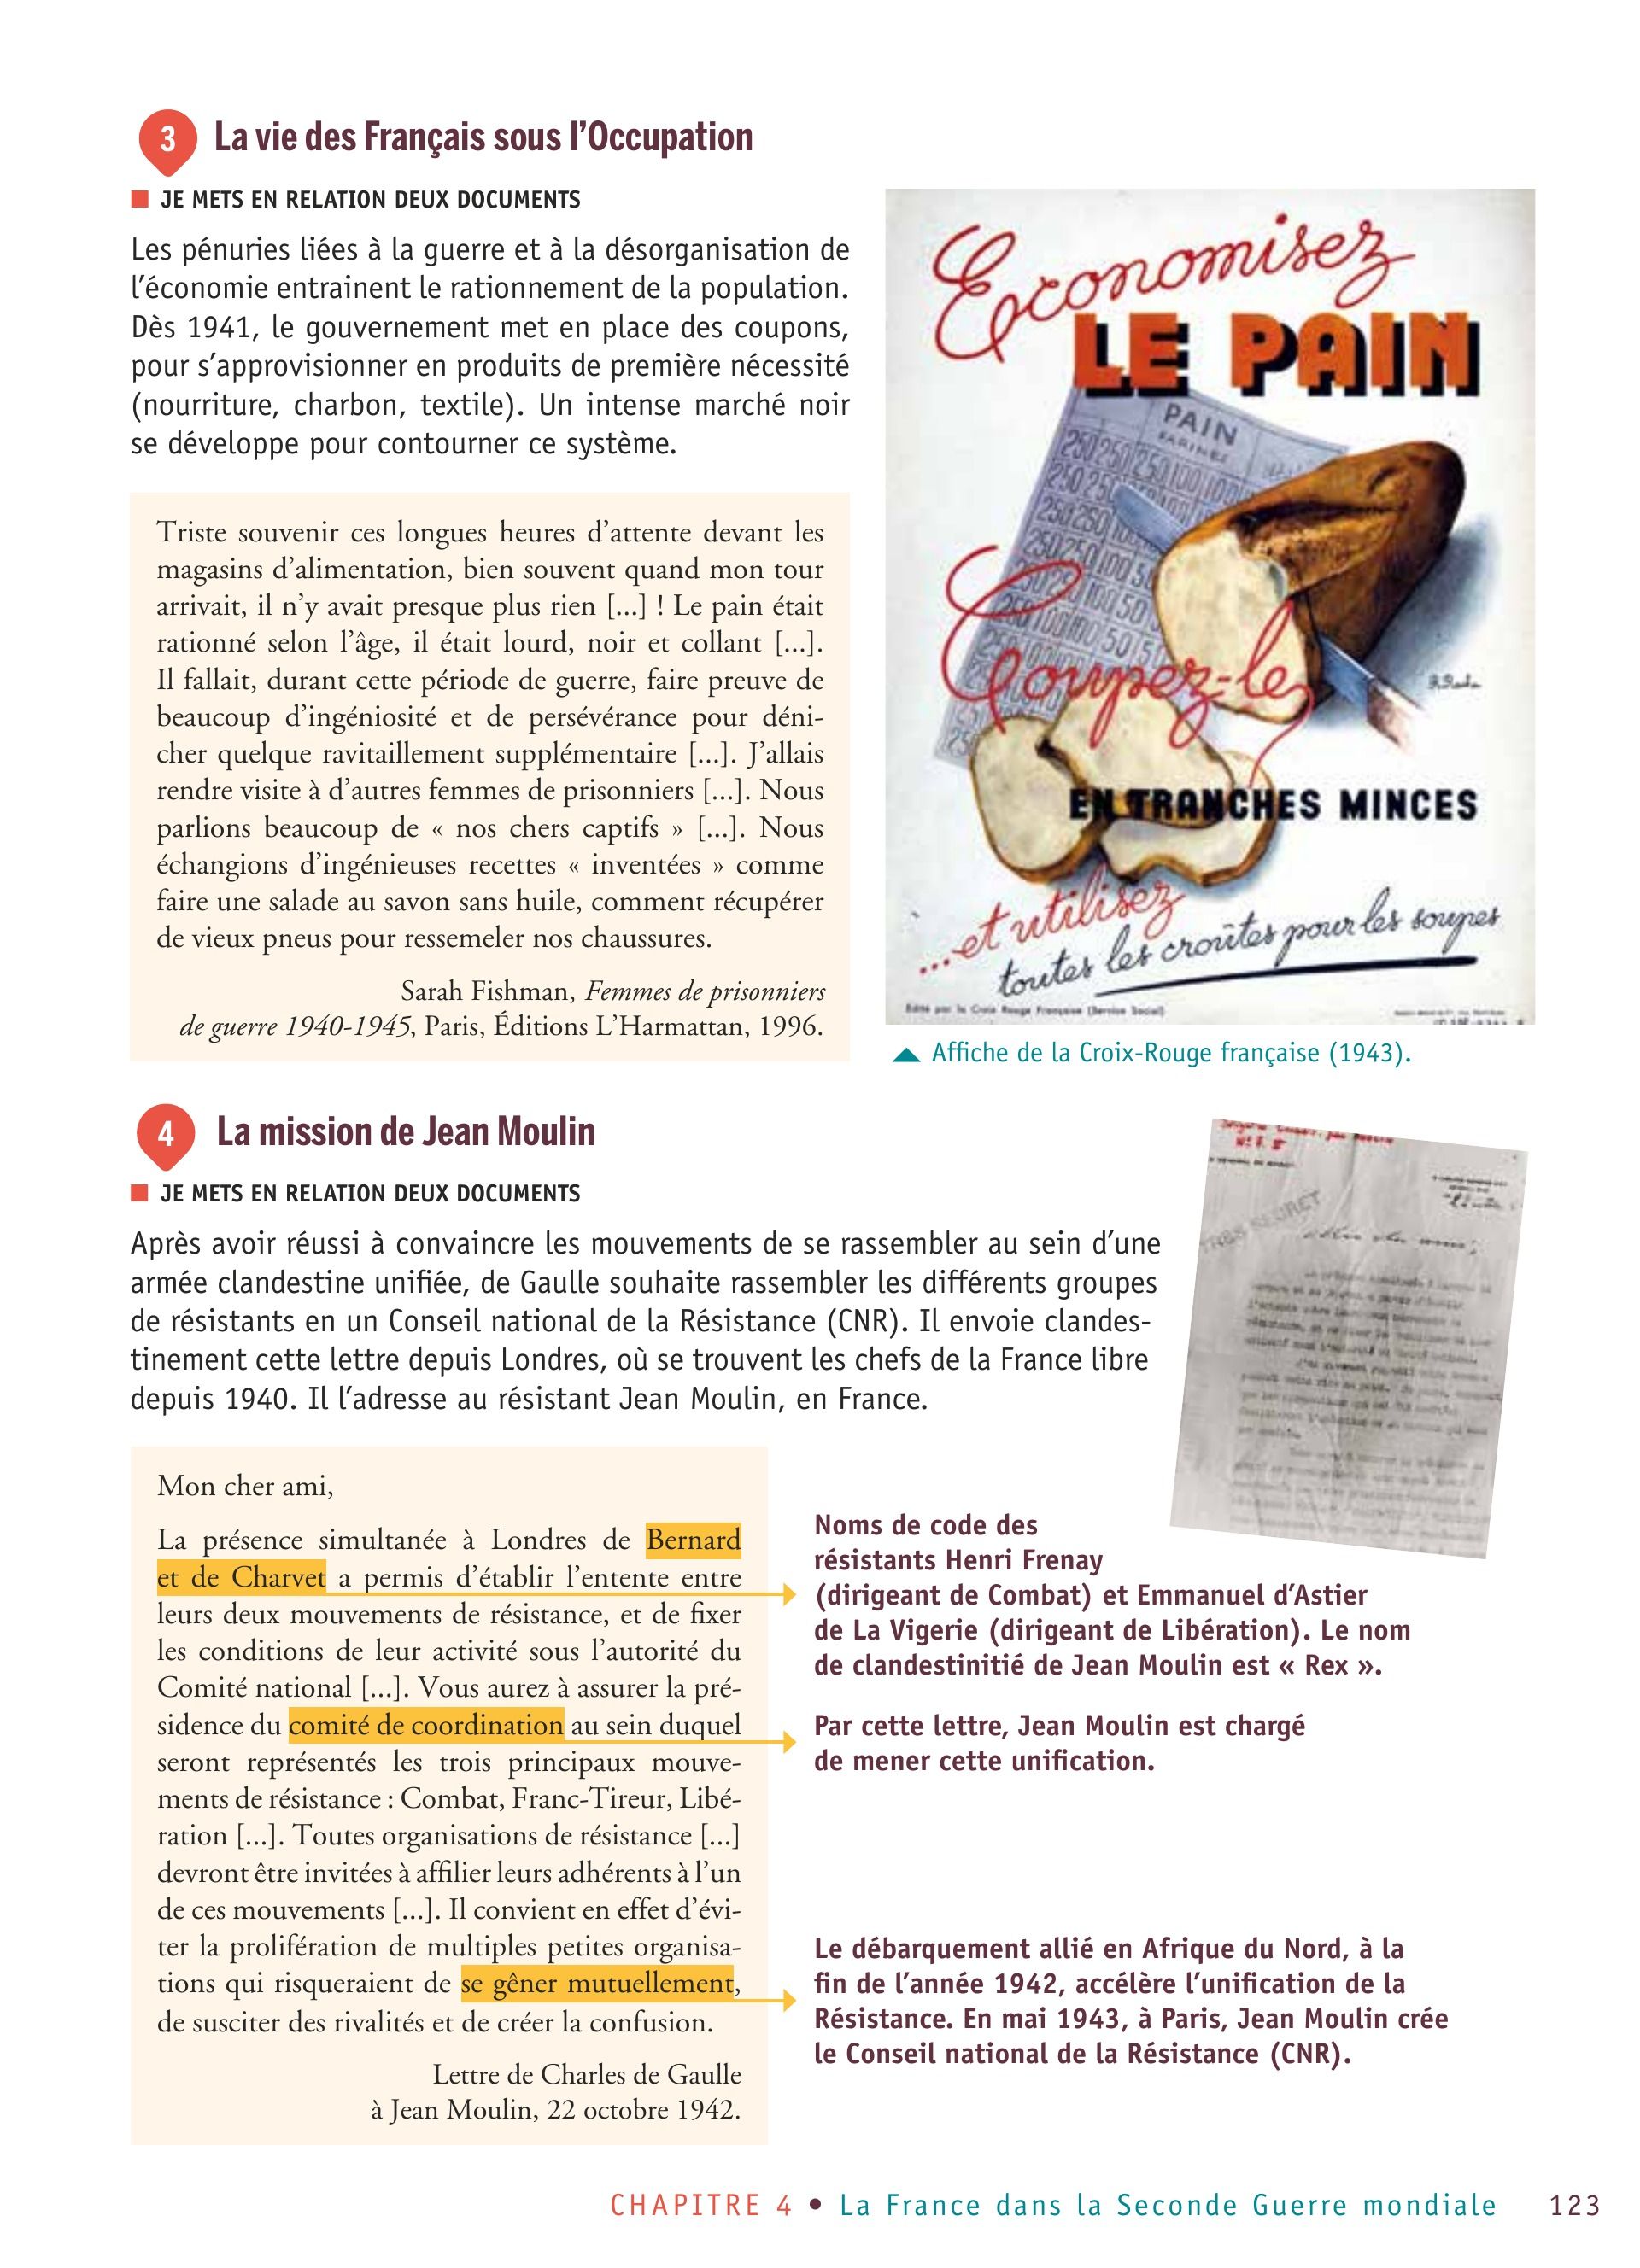 3 La vie des Français sous l’Occupation
■ JE METS EN RELATION DEUX DOCUMENTS
Les pénuries liées à la guerre et à la désorganisation de
l’économie entrainent le rationnement de la population.
Dès 1941, le gouvernement met en place des coupons,
pour s’approvisionner en produits de première nécessité
(nourriture, charbon, textile). Un intense marché noir
se développe pour contourner ce système.
Triste souvenir ces longues heures d’attente devant les
magasins d’alimentation, bien souvent quand mon tour
arrivait, il n’y avait presque plus rien [...] ! Le pain était
rationné selon l’âge, il était lourd, noir et collant [...].
Il fallait, durant cette période de guerre, faire preuve de
beaucoup d’ingéniosité et de persévérance pour déni-
cher quelque ravitaillement supplémentaire [...]. J’allais
rendre visite à d’autres femmes de prisonniers [...]. Nous
parlions beaucoup de « nos chers captifs » [...]. Nous
échangions d’ingénieuses recettes « inventées » comme
faire une salade au savon sans huile, comment récupérer
de vieux pneus pour ressemeler nos chaussures.
Sarah Fishman, Femmes de prisonniers
de guerre 1940-1945, Paris, Éditions L’Harmattan, 1996.
Economisez
LE PAIN
PAIN
Coupez-le
EN TRANCHES MINCES
...et utilisez
toutes les croûtes pour les soupes
Edité par la Croix Rouge Française (Service Social)
Affiche de la Croix-Rouge française (1943).
4 La mission de Jean Moulin
■ JE METS EN RELATION DEUX DOCUMENTS
Après avoir réussi à convaincre les mouvements de se rassembler au sein d’une
armée clandestine unifiée, de Gaulle souhaite rassembler les différents groupes
de résistants en un Conseil national de la Résistance (CNR). Il envoie clandes-
tinement cette lettre depuis Londres, où se trouvent les chefs de la France libre
depuis 1940. Il l’adresse au résistant Jean Moulin, en France.
TRES SECRET
Mon cher ami,
La présence simultanée à Londres de Bernard
et de Charvet a permis d’établir l’entente entre
leurs deux mouvements de résistance, et de fixer
les conditions de leur activité sous l’autorité du
Comité national [...]. Vous aurez à assurer la pré-
sidence du comité de coordination au sein duquel
seront représentés les trois principaux mouve-
ments de résistance : Combat, Franc-Tireur, Libé-
ration [...]. Toutes organisations de résistance [...]
devront être invitées à affilier leurs adhérents à l’un
de ces mouvements [...]. Il convient en effet d’évi-
ter la prolifération de multiples petites organisa-
tions qui risqueraient de se gêner mutuellement,
de susciter des rivalités et de créer la confusion.
Lettre de Charles de Gaulle
à Jean Moulin, 22 octobre 1942.
Noms de code des
résistants Henri Frenay
(dirigeant de Combat) et Emmanuel d’Astier
de La Vigerie (dirigeant de Libération). Le nom
de clandestinitié de Jean Moulin est « Rex ».
Par cette lettre, Jean Moulin est chargé
de mener cette unification.
Le débarquement allié en Afrique du Nord, à la
fin de l’année 1942, accélère l’unification de la
Résistance. En mai 1943, à Paris, Jean Moulin crée
le Conseil national de la Résistance (CNR).
CHAPITRE 4 • La France dans la Seconde Guerre mondiale 123